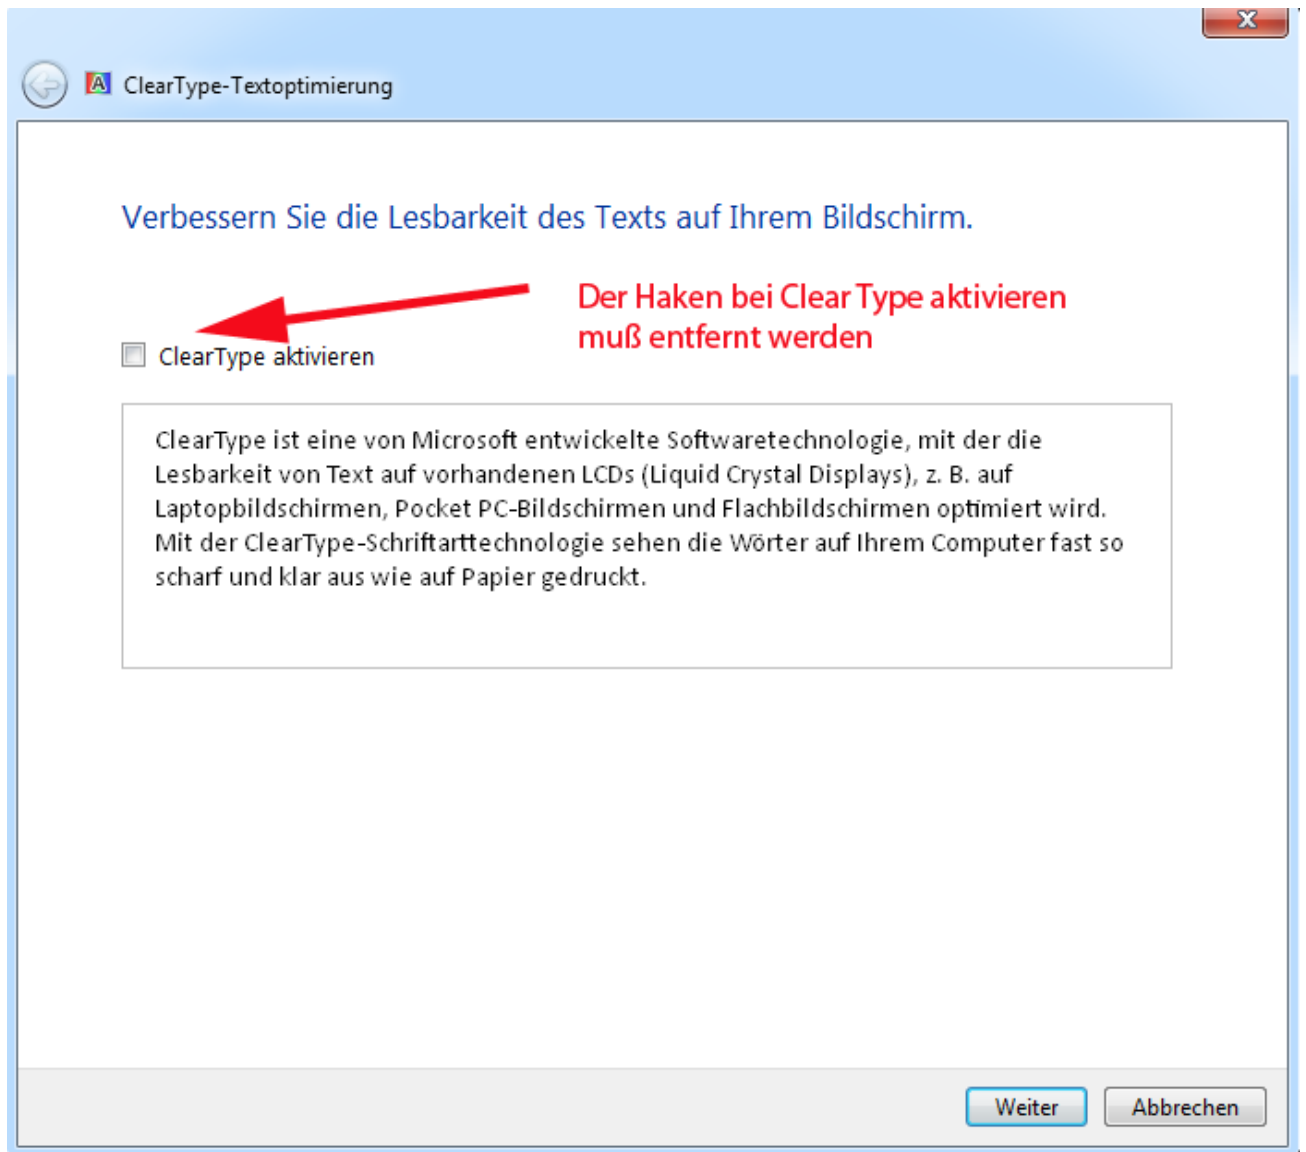 ClearType-Textoptimierung
Verbessern Sie die Lesbarkeit des Texts auf Ihrem Bildschirm.
Der Haken bei Clear Type aktivieren
muß entfernt werden
ClearType aktivieren
ClearType ist eine von Microsoft entwickelte Softwaretechnologie, mit der die
Lesbarkeit von Text auf vorhandenen LCDs (Liquid Crystal Displays), z. B. auf
Laptopbildschirmen, Pocket PC-Bildschirmen und Flachbildschirmen optimiert wird.
Mit der ClearType-Schriftarttechnologie sehen die Wörter auf Ihrem Computer fast so
scharf und klar aus wie auf Papier gedruckt.
Weiter
Abbrechen